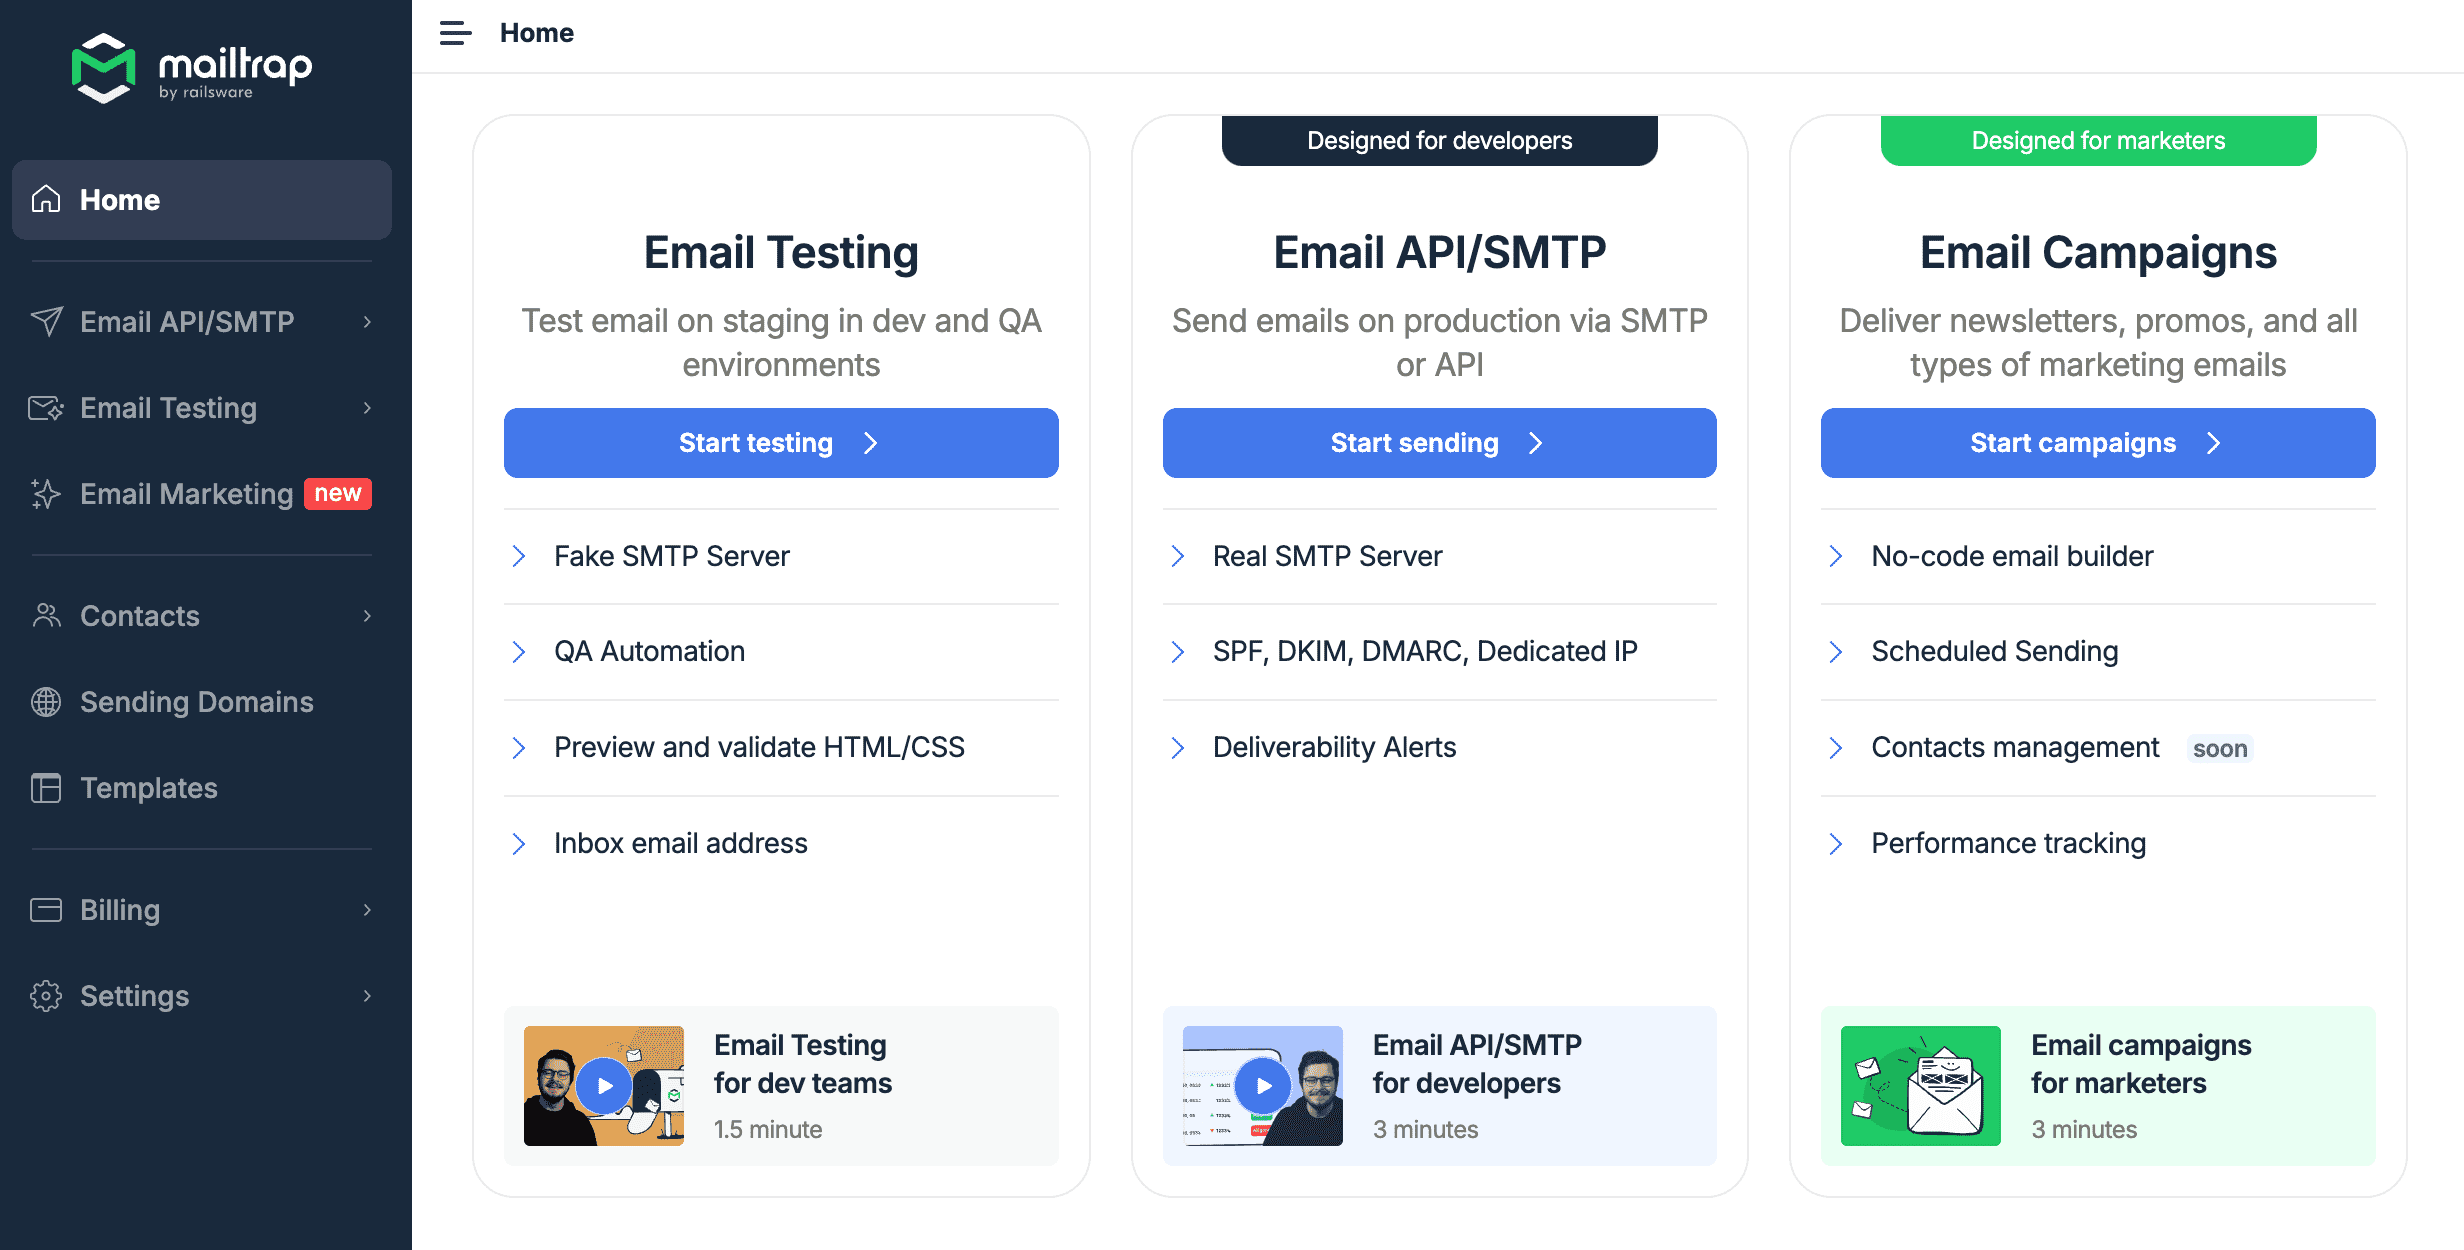 mailtrap
by railsware
Home
Email API/SMTP
Email Testing
Email Marketing new
Contacts
Sending Domains
Templates
Billing
Settings
Home
Email Testing
Test email on staging in dev and QA
environments
Start testing
Fake SMTP Server
QA Automation
Preview and validate HTML/CSS
Inbox email address
Email Testing
for dev teams
1.5 minute
Designed for developers
Email API/SMTP
Send emails on production via SMTP
or API
Start sending
Real SMTP Server
SPF, DKIM, DMARC, Dedicated IP
Deliverability Alerts
Email API/SMTP
for developers
3 minutes
Designed for marketers
Email Campaigns
Deliver newsletters, promos, and all
types of marketing emails
Start campaigns
No-code email builder
Scheduled Sending
Contacts management soon
Performance tracking
Email campaigns
for marketers
3 minutes